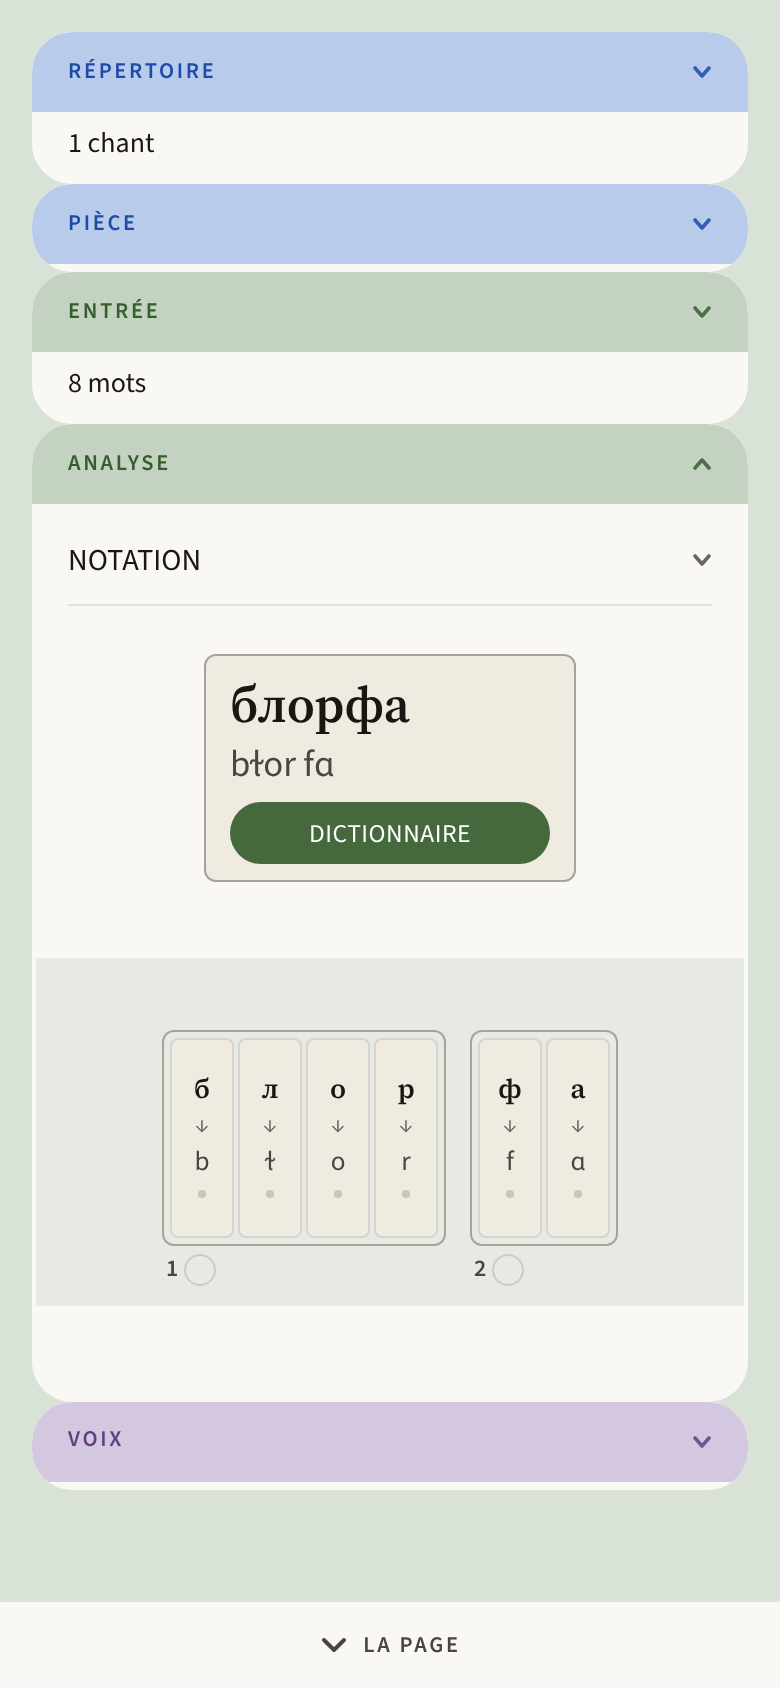 RÉPERTOIRE
1 chant
PIÈCE
ENTRÉE
8 mots
ANALYSE
NOTATION
блорфа
bɫor fɑ
DICTIONNAIRE
б л о р ф а
↓ ↓ ↓ ↓ ↓ ↓
b ɫ o r f ɑ
1 2
VOIX
LA PAGE